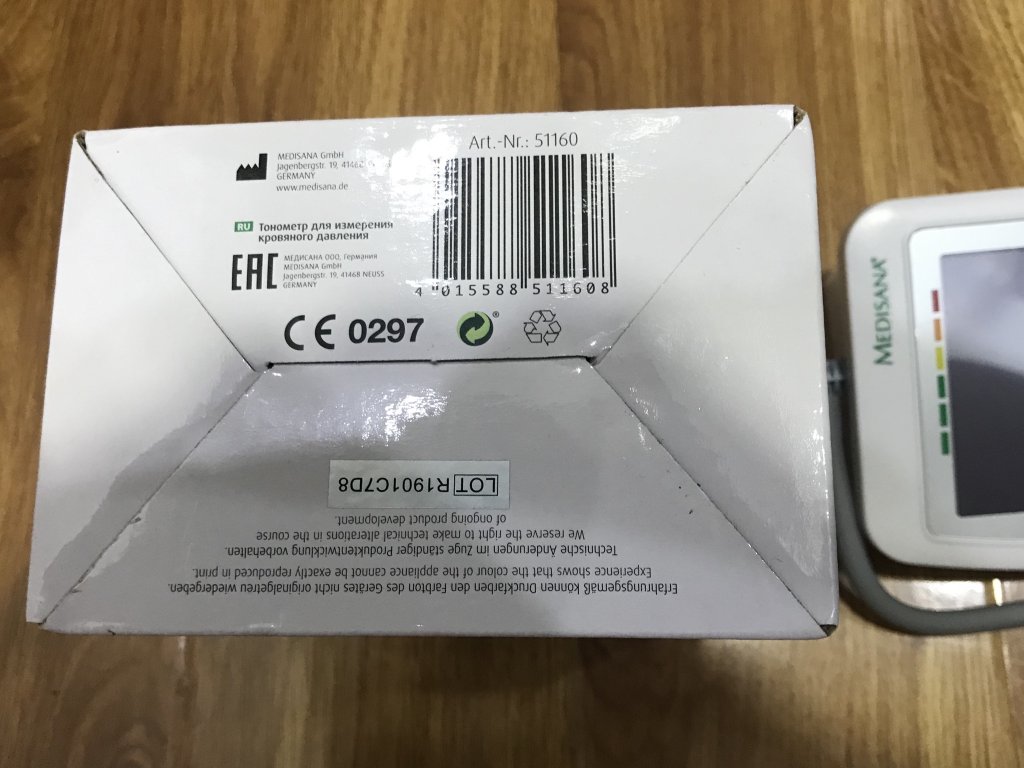 Art.-Nr.: 51160
MEDISANA GmbH
Jagenbergstr. 19, 41468
GERMANY
www.medisana.de
RU Тонометр для измерения
кровяного давления
EAC
МЕДИСАНА ООО, Германия
MEDISANA GmbH
Jagenbergstr. 19, 41468 NEUSS
GERMANY
4 015588 511608
CE 0297
®
LOT R1901C7D8
Erfahrungsgemäß können Druckfarben den Farbton des Gerätes nicht originalgetreu wiedergeben.
Experience shows that the colour of the appliance cannot be exactly reproduced in print.
Technische Änderungen im Zuge ständiger Produktentwicklung vorbehalten.
We reserve the right to make technical alterations in the course
of ongoing product development.
MEDISANA®